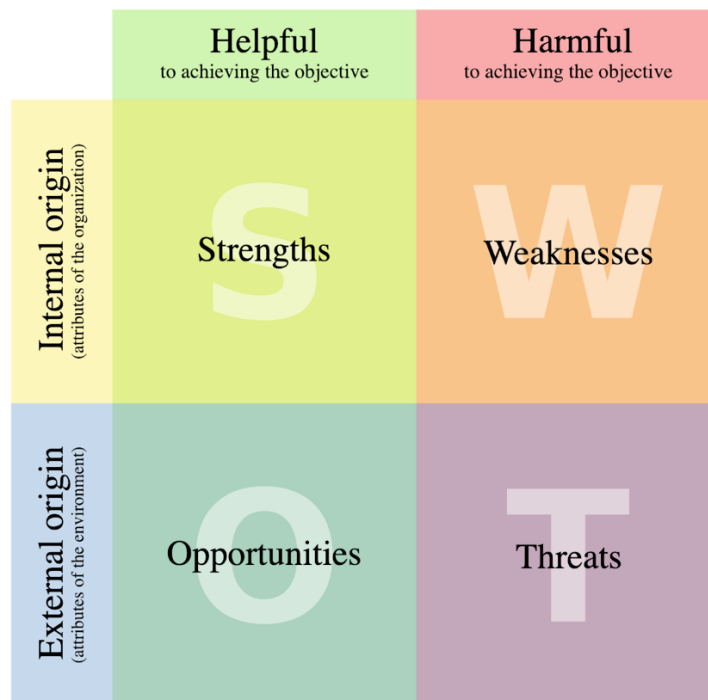 Helpful
to achieving the objective
Harmful
to achieving the objective
Internal origin
(attributes of the organization)
S
Strengths
W
Weaknesses
External origin
(attributes of the environment)
O
Opportunities
T
Threats